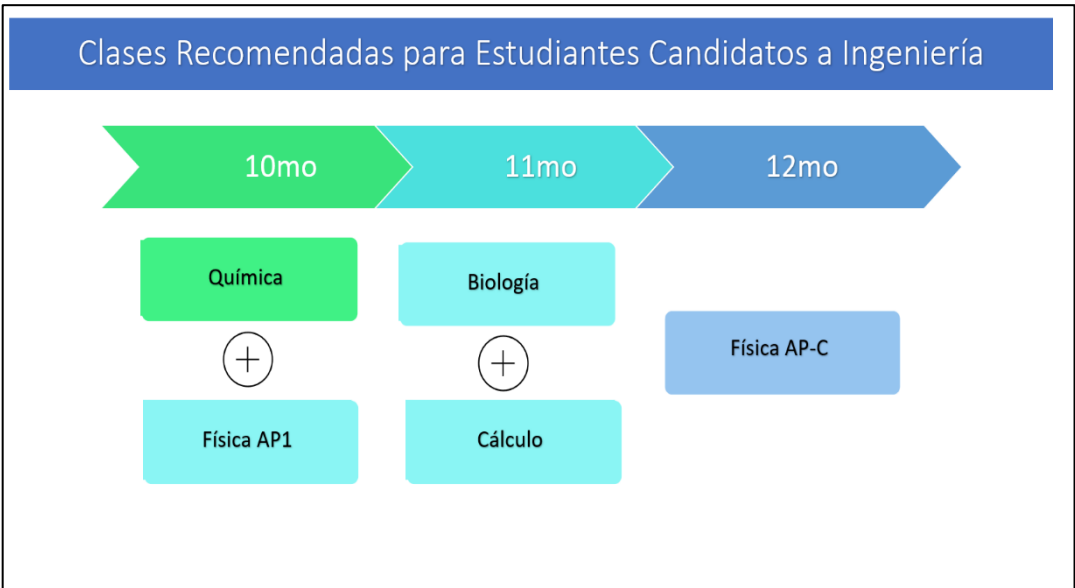 Clases Recomendadas para Estudiantes Candidatos a Ingeniería
10mo
11mo
12mo
Química
+
Física AP1
Biología
+
Cálculo
Física AP-C